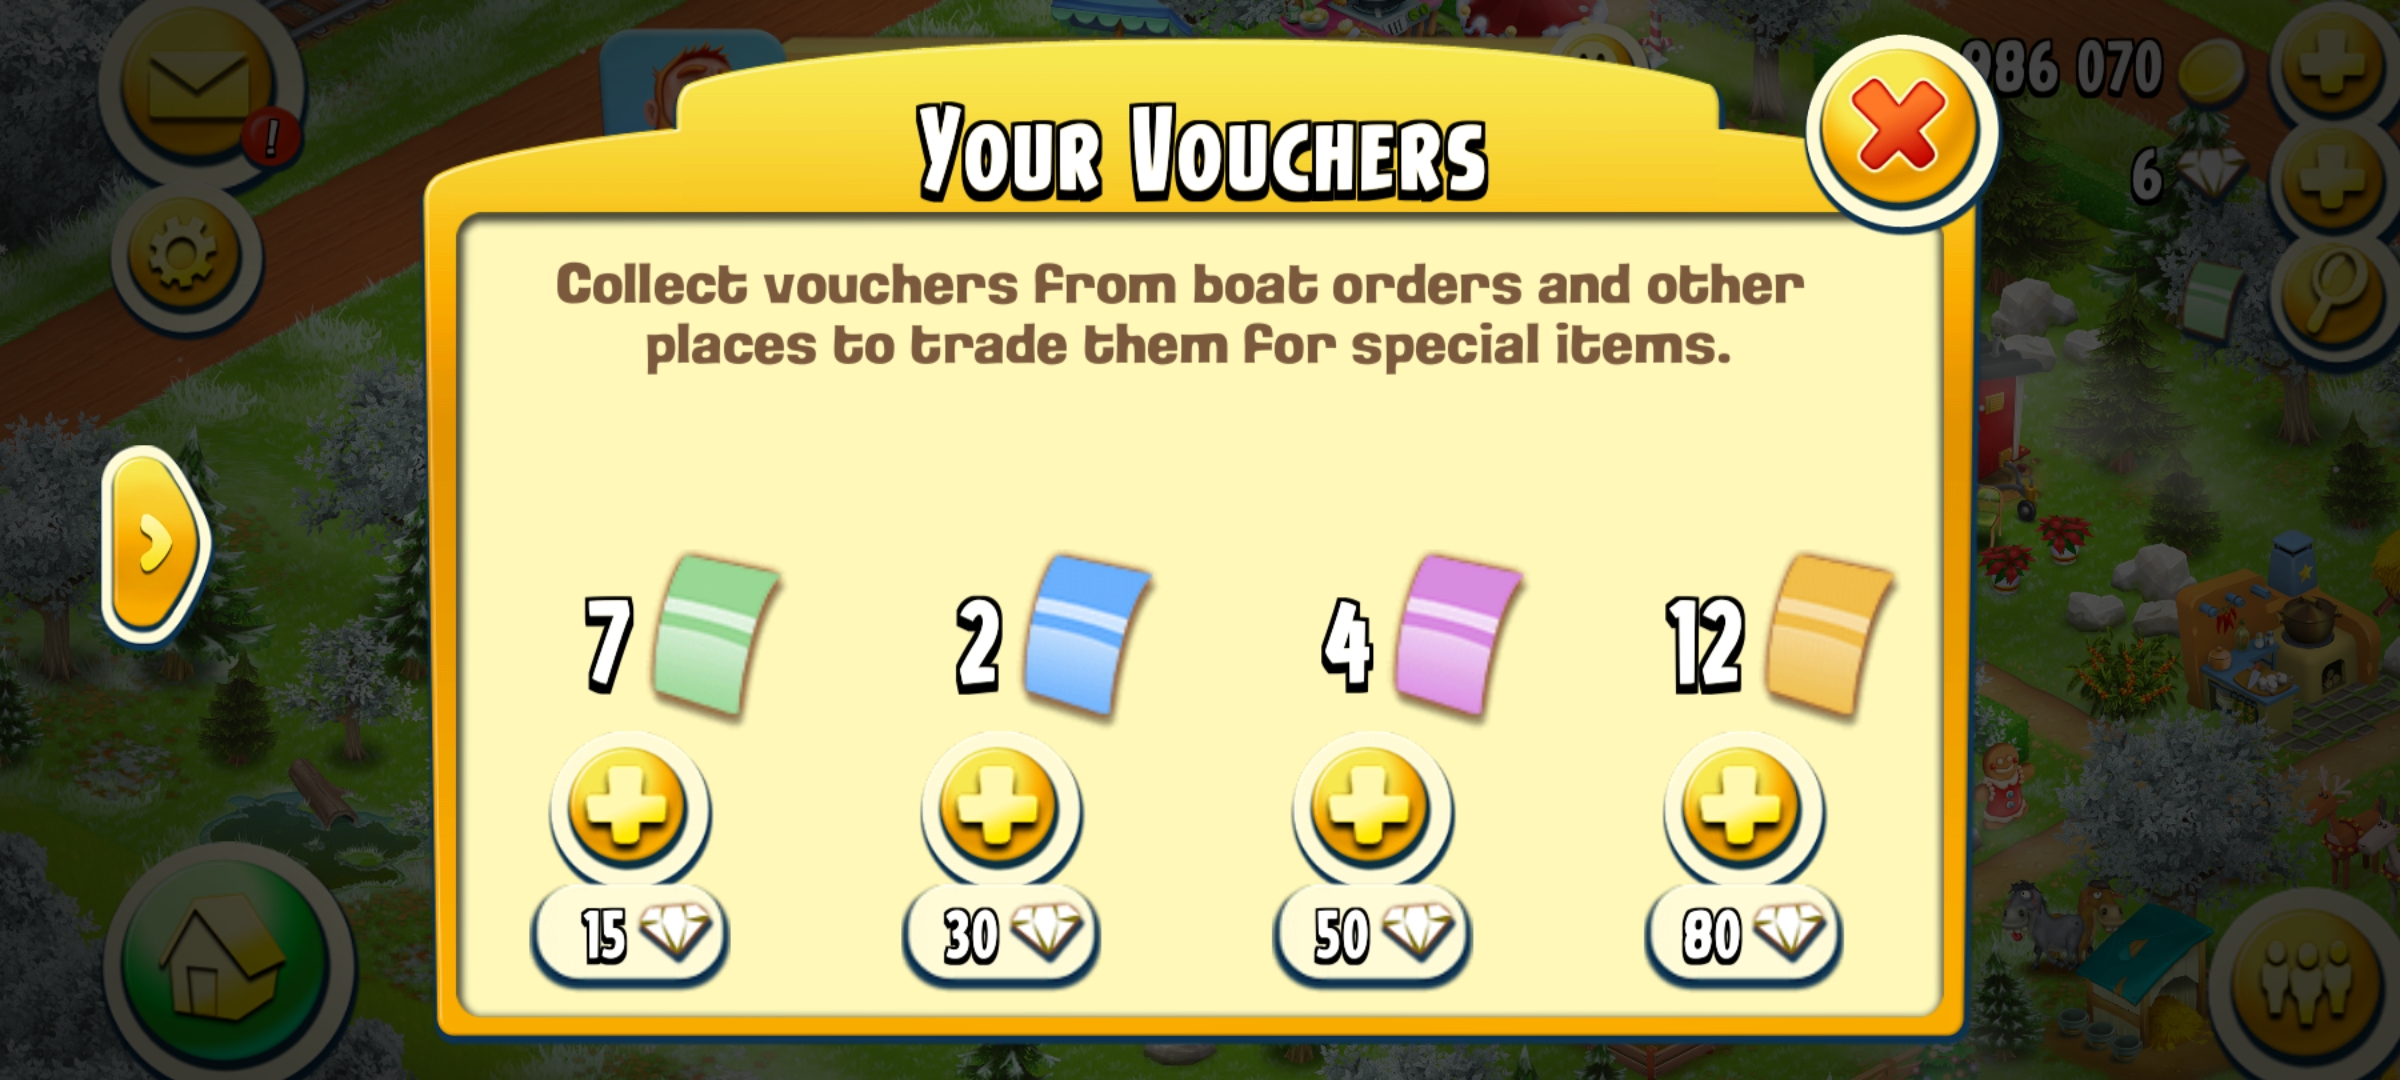 Your Vouchers
Collect vouchers from boat orders and other
places to trade them for special items.
986 070
6
!
7 2 4 12
15 30 50 80